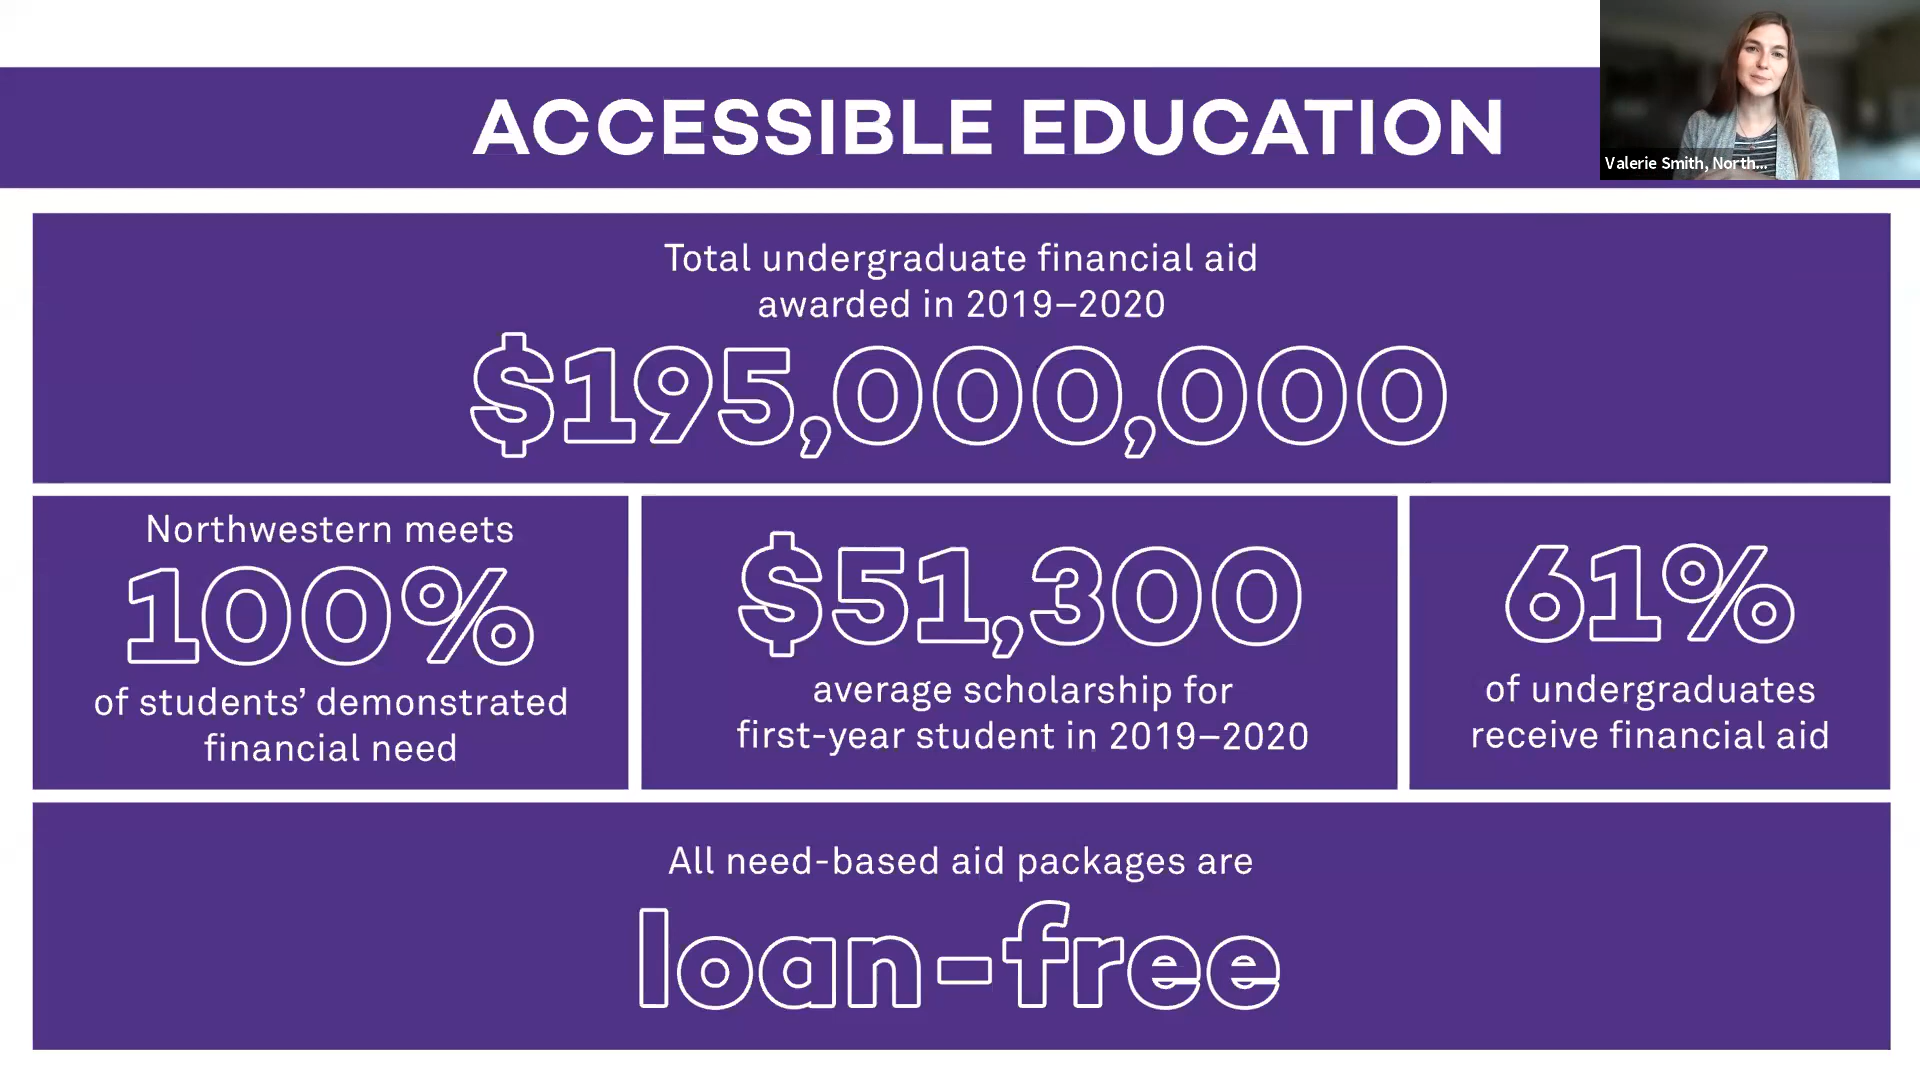 ACCESSIBLE EDUCATION
Valerie Smith, North...
Total undergraduate financial aid
awarded in 2019–2020
$195,000,000
Northwestern meets
100%
of students’ demonstrated
financial need
$51,300
average scholarship for
first-year student in 2019–2020
61%
of undergraduates
receive financial aid
All need-based aid packages are
loan-free